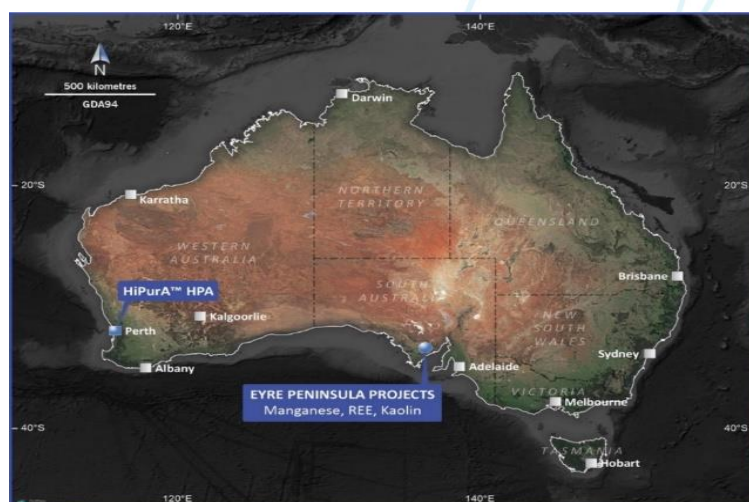 120°E
140°E
N
500 kilometres
GDA94
Darwin
20°S
20°S
Karratha
NORTHERN
TERRITORY
QUEENSLAND
WESTERN
AUSTRALIA
SOUTH
AUSTRALIA
Brisbane
HiPurA™ HPA
Perth
Kalgoorlie
NEW
SOUTH
WALES
Sydney
Albany
Adelaide
EYRE PENINSULA PROJECTS
Manganese, REE, Kaolin
VICTORIA
Melbourne
40°S
40°S
TASMANIA
Hobart
120°E
140°E